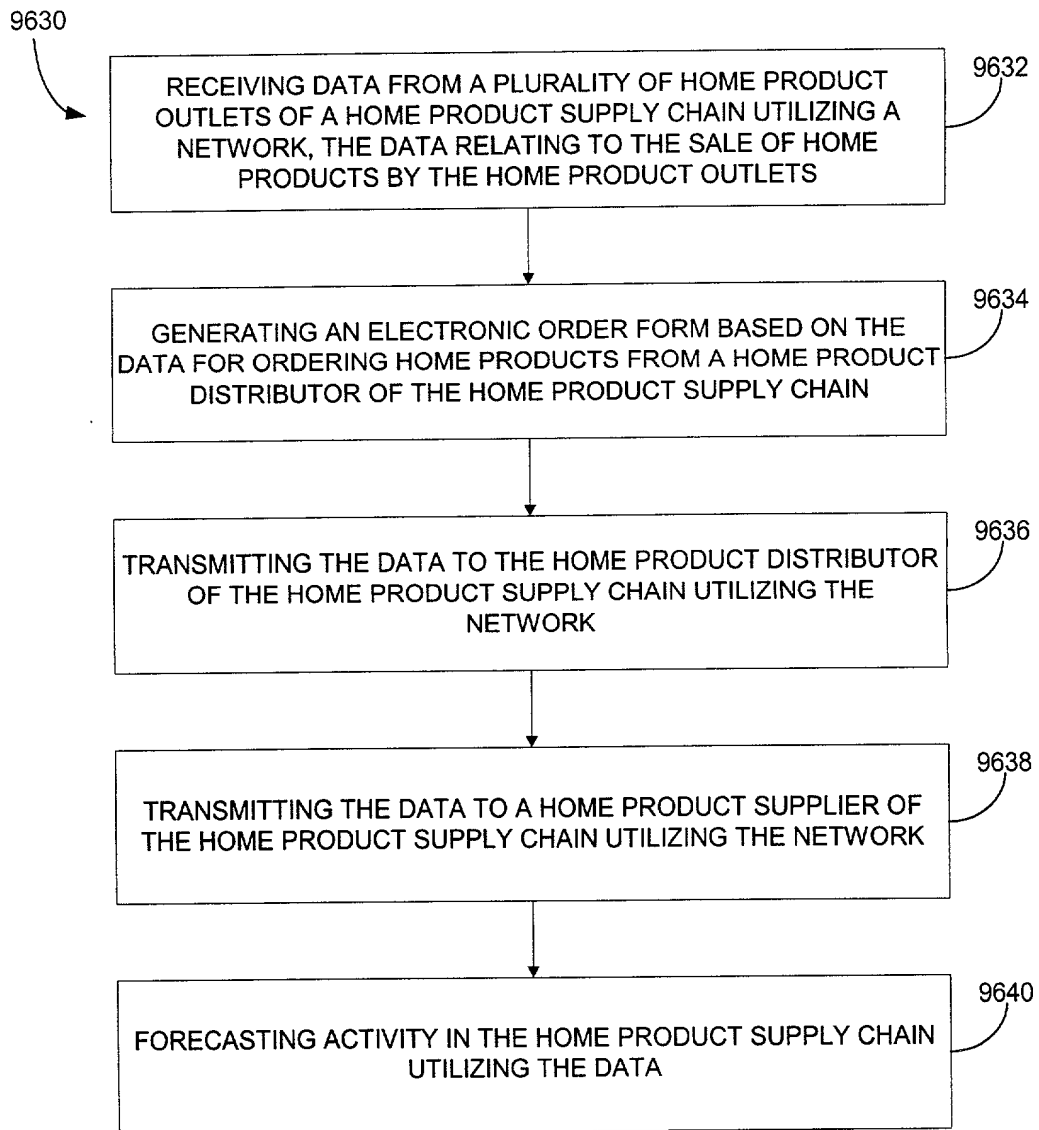 9630
RECEIVING DATA FROM A PLURALITY OF HOME PRODUCT
OUTLETS OF A HOME PRODUCT SUPPLY CHAIN UTILIZING A
NETWORK, THE DATA RELATING TO THE SALE OF HOME
PRODUCTS BY THE HOME PRODUCT OUTLETS
9632
GENERATING AN ELECTRONIC ORDER FORM BASED ON THE
DATA FOR ORDERING HOME PRODUCTS FROM A HOME PRODUCT
DISTRIBUTOR OF THE HOME PRODUCT SUPPLY CHAIN
9634
TRANSMITTING THE DATA TO THE HOME PRODUCT DISTRIBUTOR
OF THE HOME PRODUCT SUPPLY CHAIN UTILIZING THE
NETWORK
9636
TRANSMITTING THE DATA TO A HOME PRODUCT SUPPLIER OF
THE HOME PRODUCT SUPPLY CHAIN UTILIZING THE NETWORK
9638
FORECASTING ACTIVITY IN THE HOME PRODUCT SUPPLY CHAIN
UTILIZING THE DATA
9640